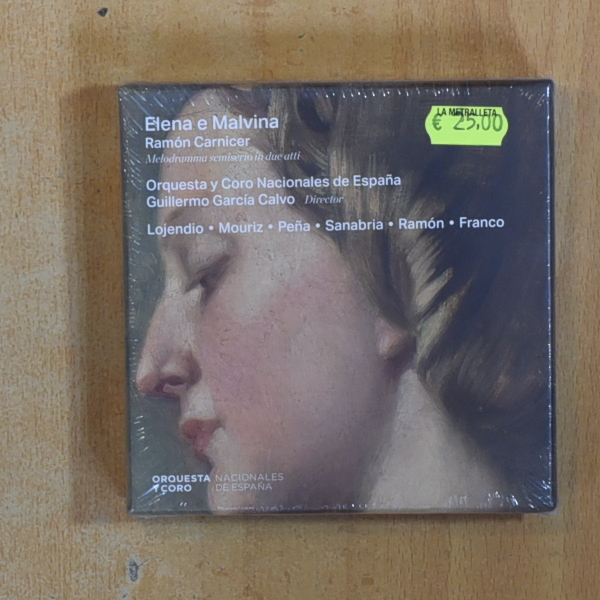 Elena e Malvina
Ramón Carnicer
Melodramma semiserio in due atti
Orquesta y Coro Nacionales de España
Guillermo García Calvo Director
Lojendio • Mouriz • Peña • Sanabria • Ramón • Franco
LA METRALLETA
€ 25,00
ORQUESTA NACIONALES
Y CORO DE ESPAÑA